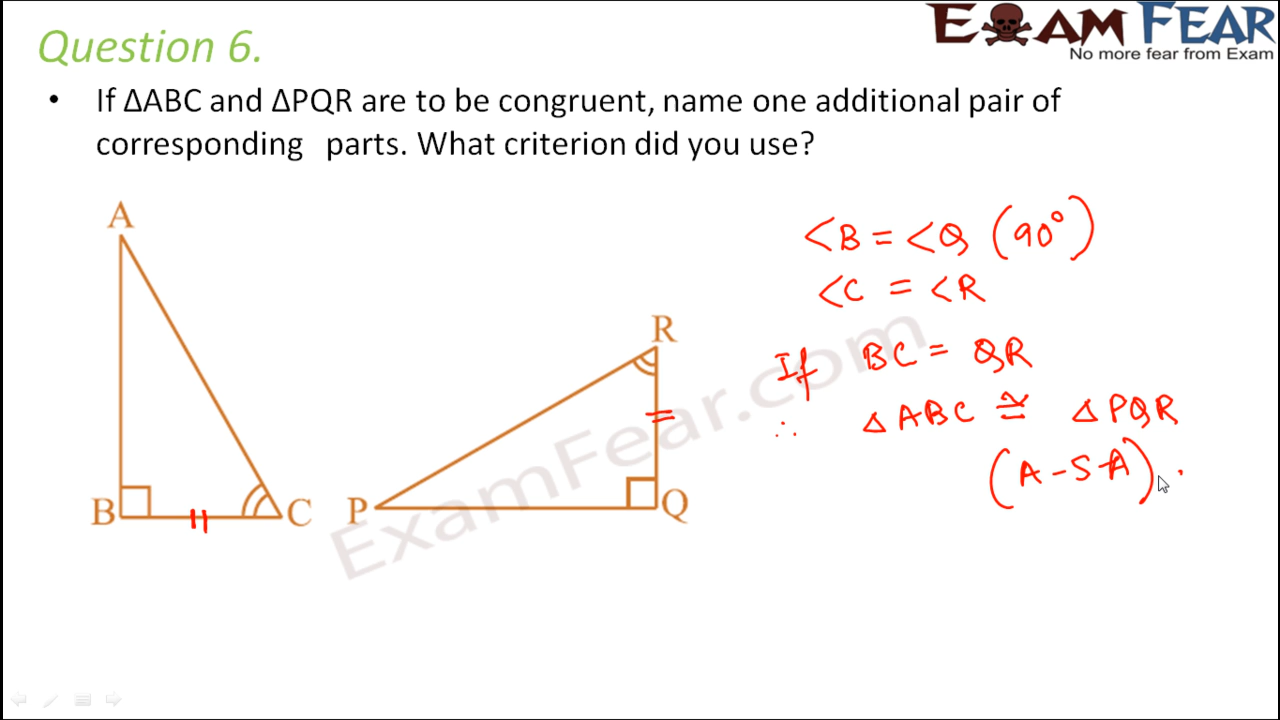 Question 6.
EXAM FEAR
No more fear from Exam
• If ΔABC and ΔPQR are to be congruent, name one additional pair of
corresponding parts. What criterion did you use?
A
B
C
P
R
Q
<B = <Q (90°)
<C = <R
If BC = QR
∴ ΔABC ≅ ΔPQR
(A-S-A).
ExamFear.com